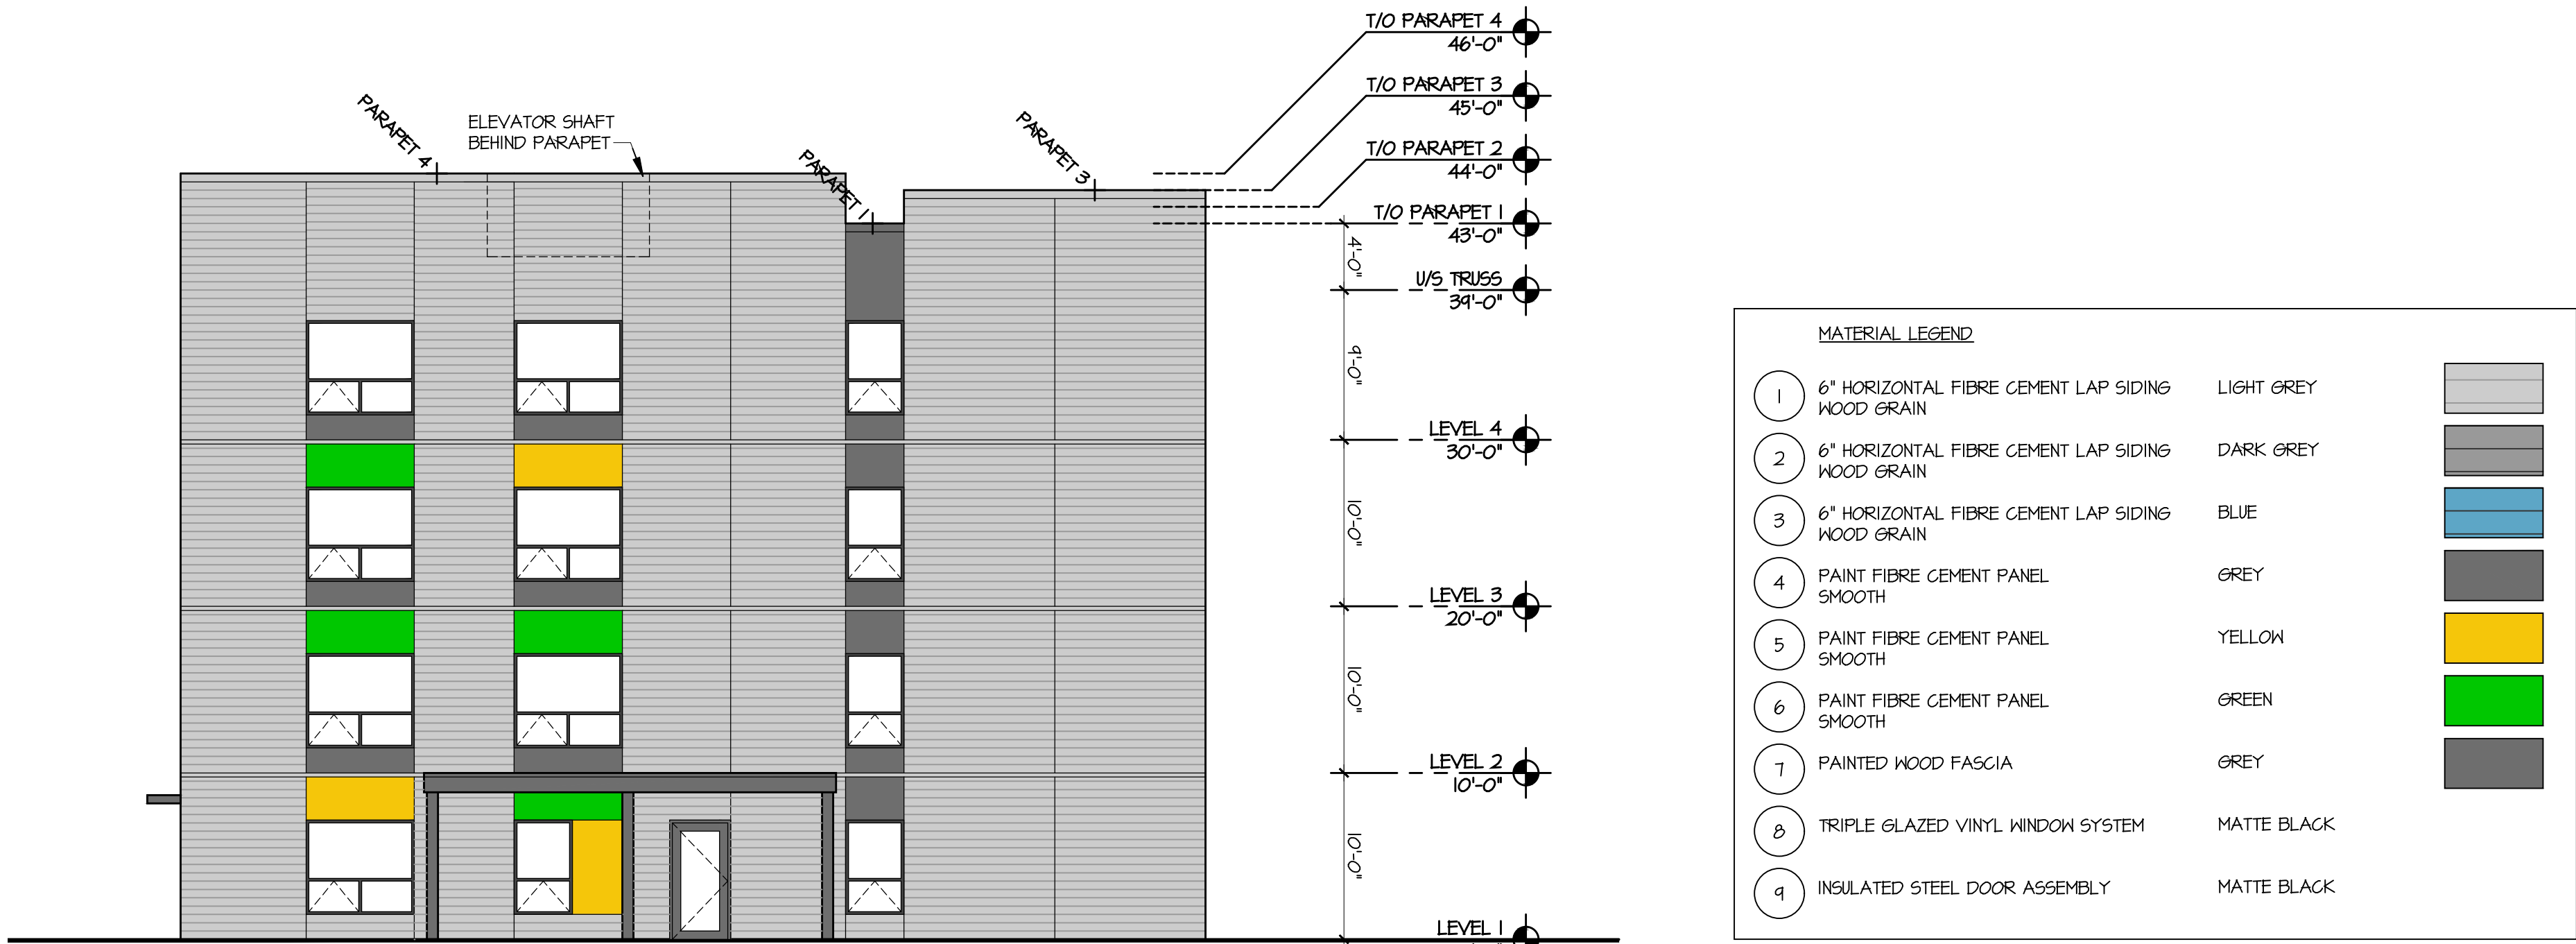 T/O PARAPET 4
46'-0"
T/O PARAPET 3
45'-0"
T/O PARAPET 2
44'-0"
T/O PARAPET 1
43'-0"
U/S TRUSS
39'-0"
LEVEL 4
30'-0"
LEVEL 3
20'-0"
LEVEL 2
10'-0"
LEVEL 1
4'-0"
9'-0"
10'-0"
10'-0"
10'-0"
PARAPET 4
ELEVATOR SHAFT
BEHIND PARAPET
PARAPET 1
PARAPET 3
MATERIAL LEGEND
1 6" HORIZONTAL FIBRE CEMENT LAP SIDING LIGHT GREY
WOOD GRAIN
2 6" HORIZONTAL FIBRE CEMENT LAP SIDING DARK GREY
WOOD GRAIN
3 6" HORIZONTAL FIBRE CEMENT LAP SIDING BLUE
WOOD GRAIN
4 PAINT FIBRE CEMENT PANEL GREY
SMOOTH
5 PAINT FIBRE CEMENT PANEL YELLOW
SMOOTH
6 PAINT FIBRE CEMENT PANEL GREEN
SMOOTH
7 PAINTED WOOD FASCIA GREY
8 TRIPLE GLAZED VINYL WINDOW SYSTEM MATTE BLACK
9 INSULATED STEEL DOOR ASSEMBLY MATTE BLACK